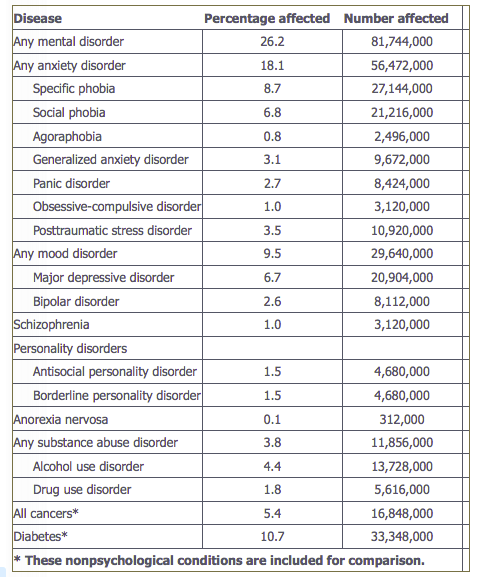 Disease Percentage affected Number affected
Any mental disorder 26.2 81,744,000
Any anxiety disorder 18.1 56,472,000
Specific phobia 8.7 27,144,000
Social phobia 6.8 21,216,000
Agoraphobia 0.8 2,496,000
Generalized anxiety disorder 3.1 9,672,000
Panic disorder 2.7 8,424,000
Obsessive-compulsive disorder 1.0 3,120,000
Posttraumatic stress disorder 3.5 10,920,000
Any mood disorder 9.5 29,640,000
Major depressive disorder 6.7 20,904,000
Bipolar disorder 2.6 8,112,000
Schizophrenia 1.0 3,120,000
Personality disorders
Antisocial personality disorder 1.5 4,680,000
Borderline personality disorder 1.5 4,680,000
Anorexia nervosa 0.1 312,000
Any substance abuse disorder 3.8 11,856,000
Alcohol use disorder 4.4 13,728,000
Drug use disorder 1.8 5,616,000
All cancers* 5.4 16,848,000
Diabetes* 10.7 33,348,000
* These nonpsychological conditions are included for comparison.